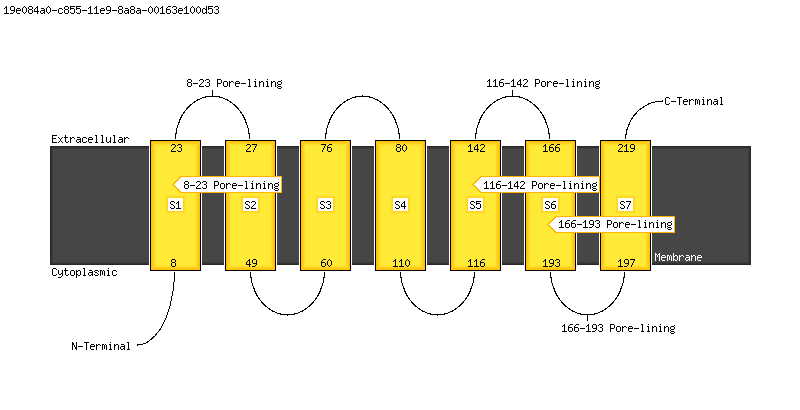 19e084a0-c855-11e9-8a8a-00163e100d53
8-23 Pore-lining
116-142 Pore-lining
C-Terminal
Extracellular
23
27
76
80
142
166
219
8-23 Pore-lining
116-142 Pore-lining
S1
S2
S3
S4
S5
S6
S7
166-193 Pore-lining
Membrane
8
49
60
110
116
193
197
Cytoplasmic
166-193 Pore-lining
N-Terminal